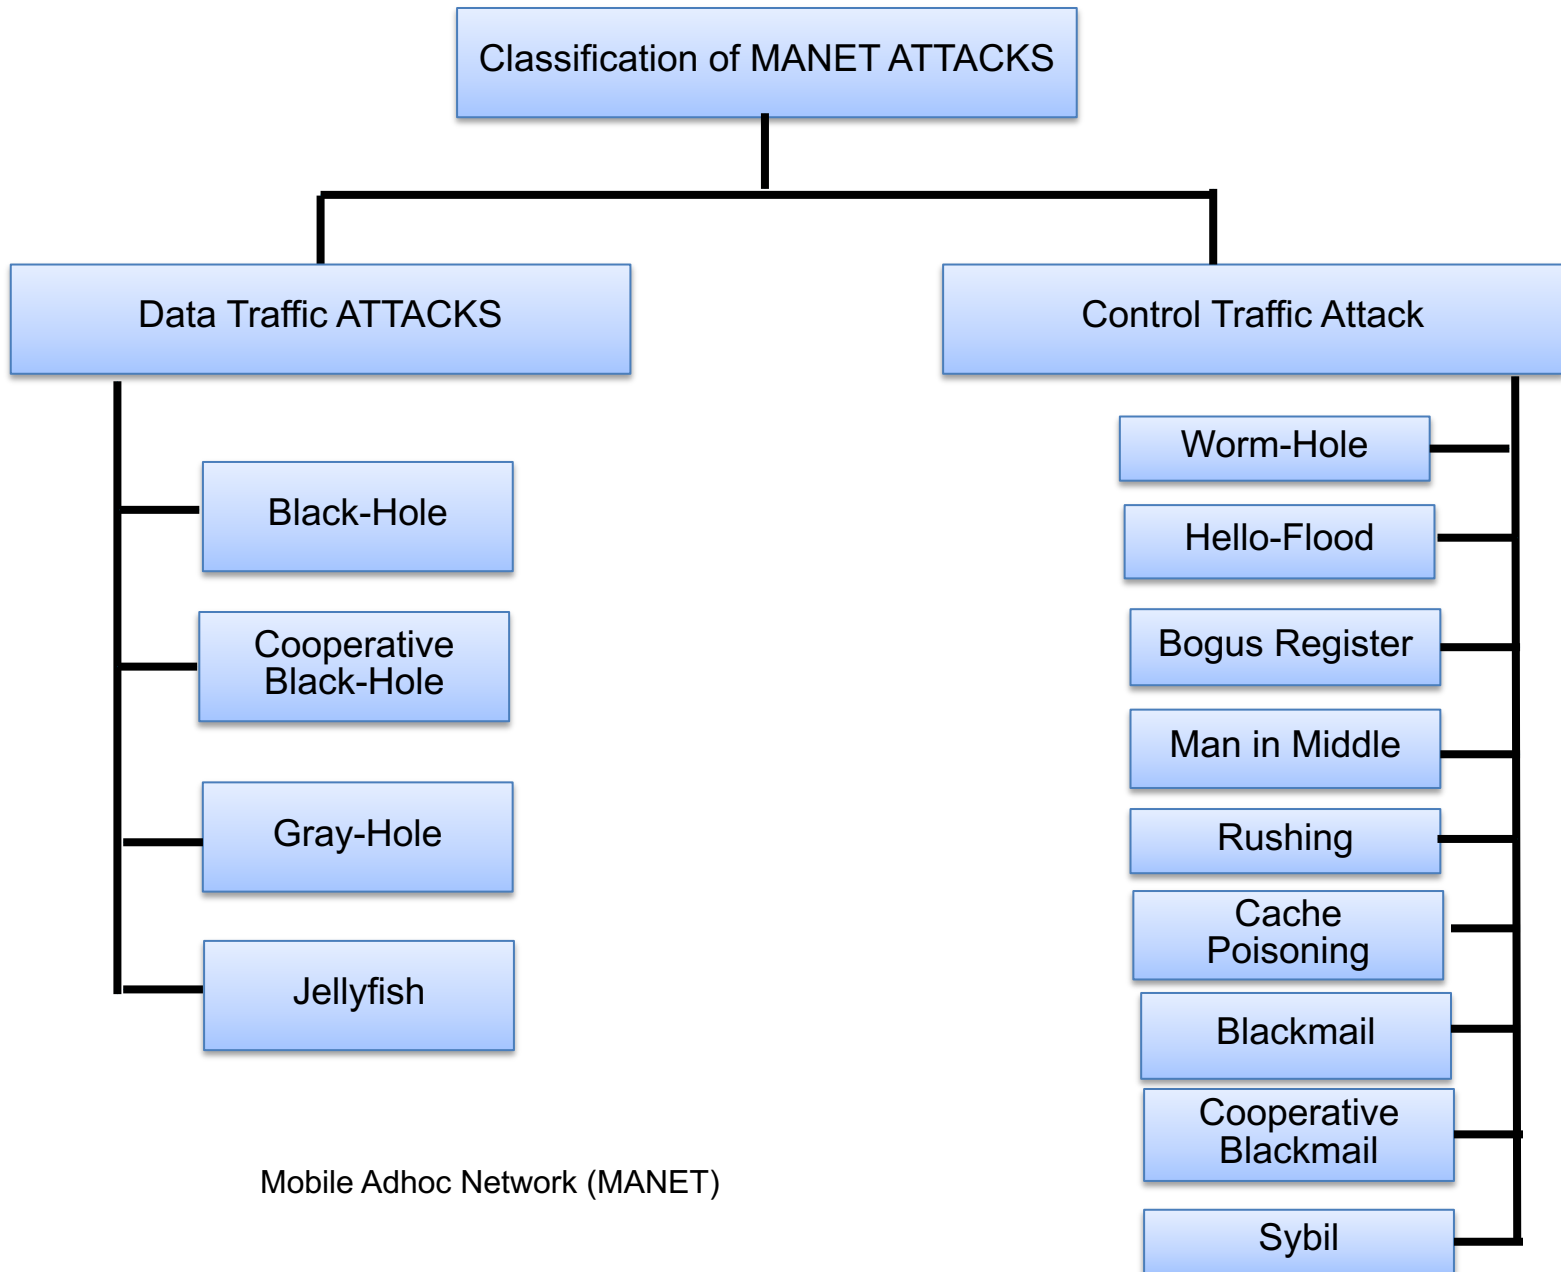 Classification of MANET ATTACKS
Data Traffic ATTACKS
Control Traffic Attack
Black-Hole
Cooperative
Black-Hole
Gray-Hole
Jellyfish
Worm-Hole
Hello-Flood
Bogus Register
Man in Middle
Rushing
Cache
Poisoning
Blackmail
Cooperative
Blackmail
Sybil
Mobile Adhoc Network (MANET)